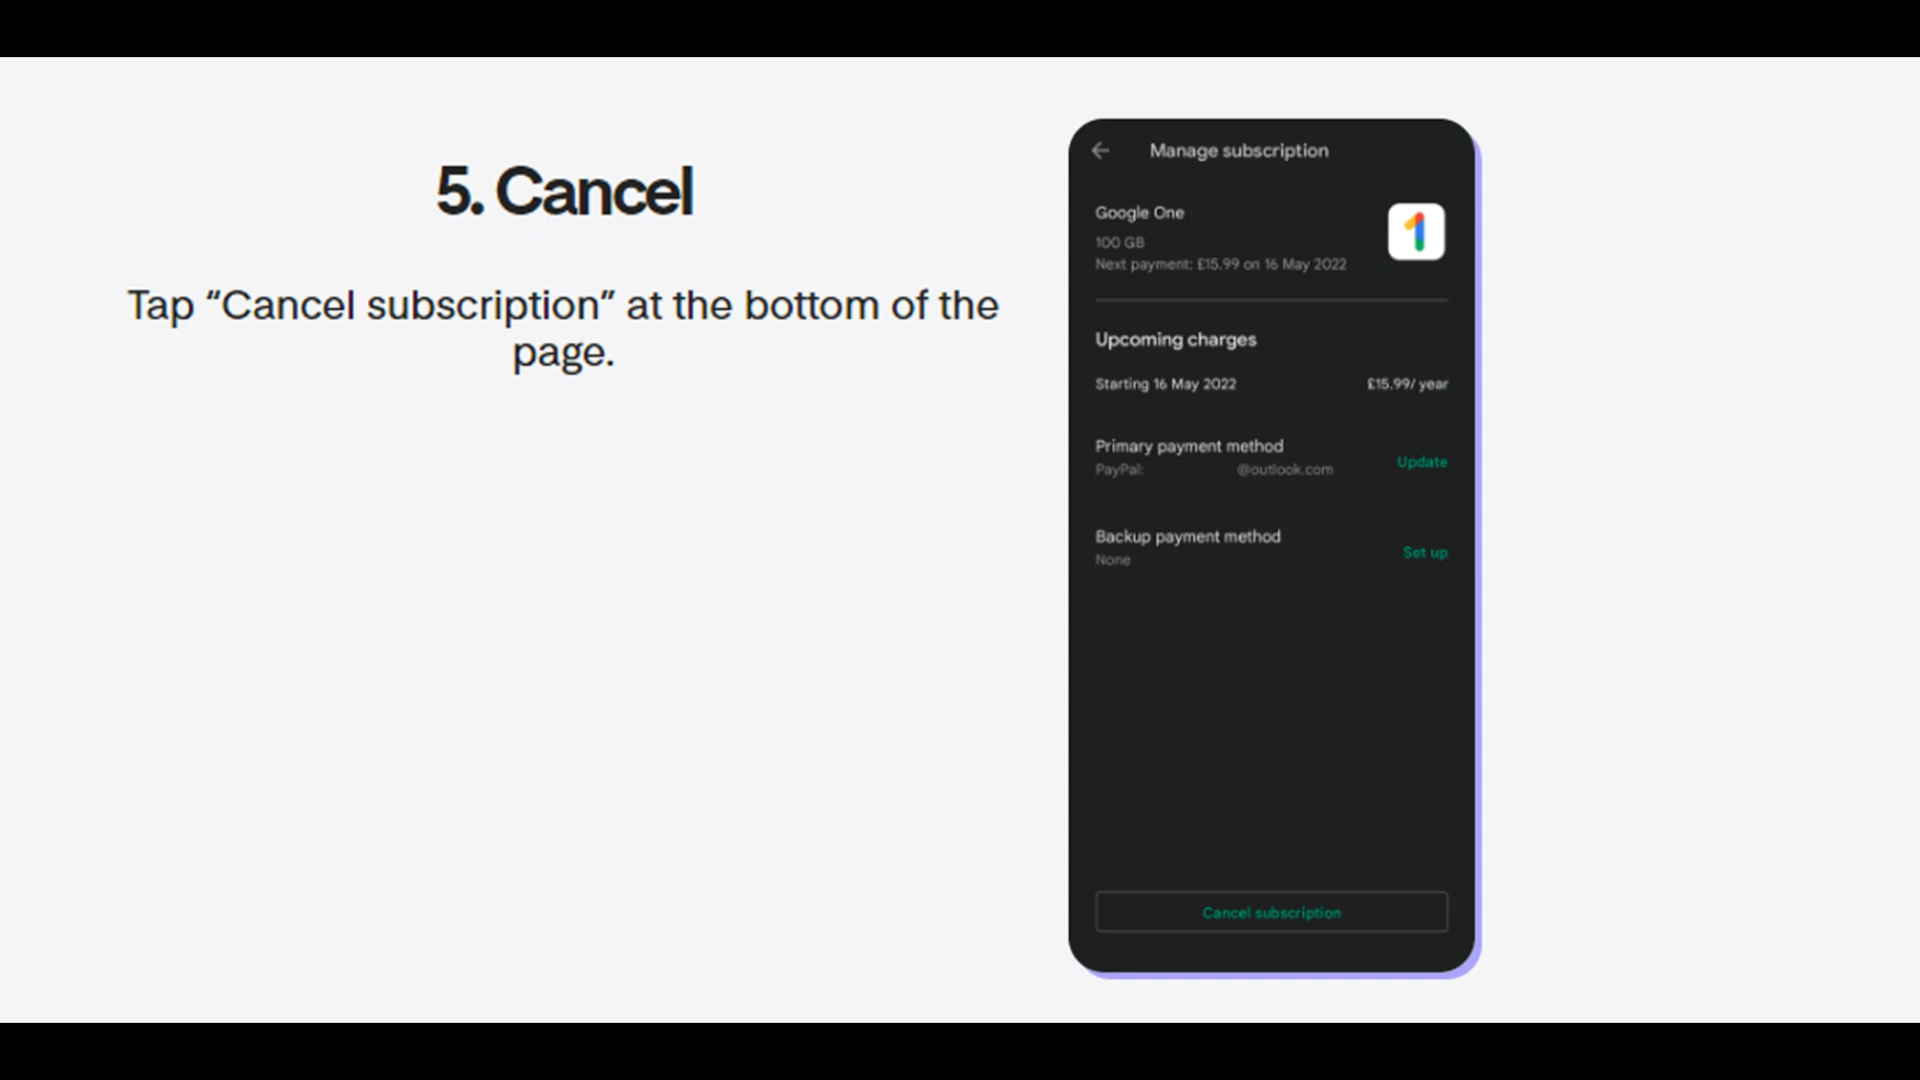 5. Cancel
Tap “Cancel subscription” at the bottom of the
page.
Manage subscription
Google One
100 GB
Next payment: £15.99 on 16 May 2022
Upcoming charges
Starting 16 May 2022 £15.99/ year
Primary payment method
PayPal: @outlook.com
Update
Backup payment method
None
Set up
Cancel subscription